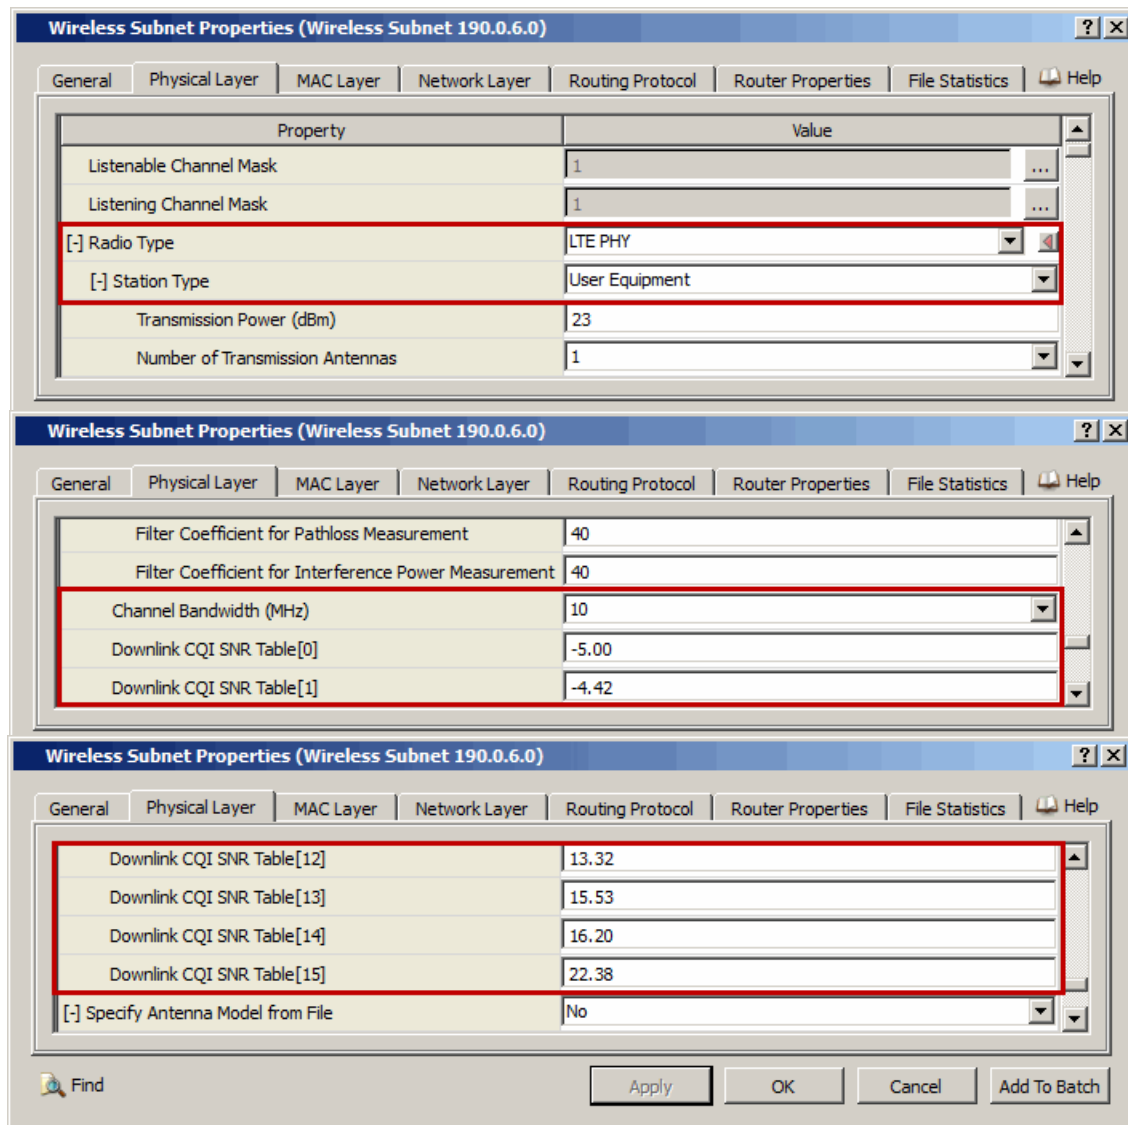 Wireless Subnet Properties (Wireless Subnet 190.0.6.0) ?
General Physical Layer MAC Layer Network Layer Routing Protocol Router Properties File Statistics Help
Property Value
Listenable Channel Mask 1 ...
Listening Channel Mask 1 ...
[-] Radio Type LTE PHY
[-] Station Type User Equipment
Transmission Power (dBm) 23
Number of Transmission Antennas 1
Wireless Subnet Properties (Wireless Subnet 190.0.6.0) ?
General Physical Layer MAC Layer Network Layer Routing Protocol Router Properties File Statistics Help
Filter Coefficient for Pathloss Measurement 40
Filter Coefficient for Interference Power Measurement 40
Channel Bandwidth (MHz) 10
Downlink CQI SNR Table[0] -5.00
Downlink CQI SNR Table[1] -4.42
Wireless Subnet Properties (Wireless Subnet 190.0.6.0) ?
General Physical Layer MAC Layer Network Layer Routing Protocol Router Properties File Statistics Help
Downlink CQI SNR Table[12] 13.32
Downlink CQI SNR Table[13] 15.53
Downlink CQI SNR Table[14] 16.20
Downlink CQI SNR Table[15] 22.38
[-] Specify Antenna Model from File No
Find Apply OK Cancel Add To Batch